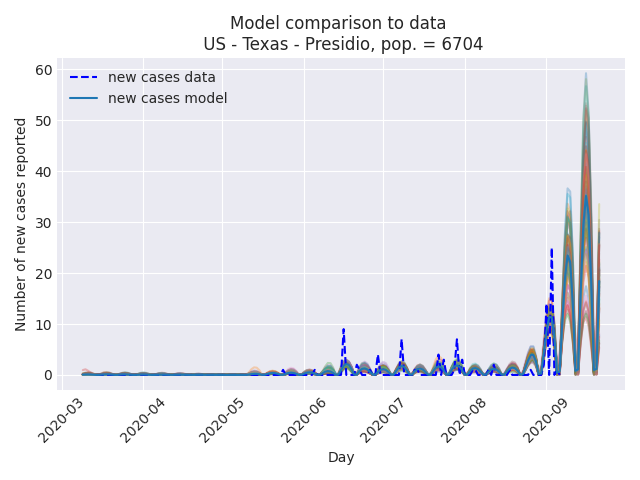 Model comparison to data
US - Texas - Presidio, pop. = 6704
new cases data
new cases model
Number of new cases reported
60
50
40
30
20
10
0
2020-03
2020-04
2020-05
2020-06
2020-07
2020-08
2020-09
Day